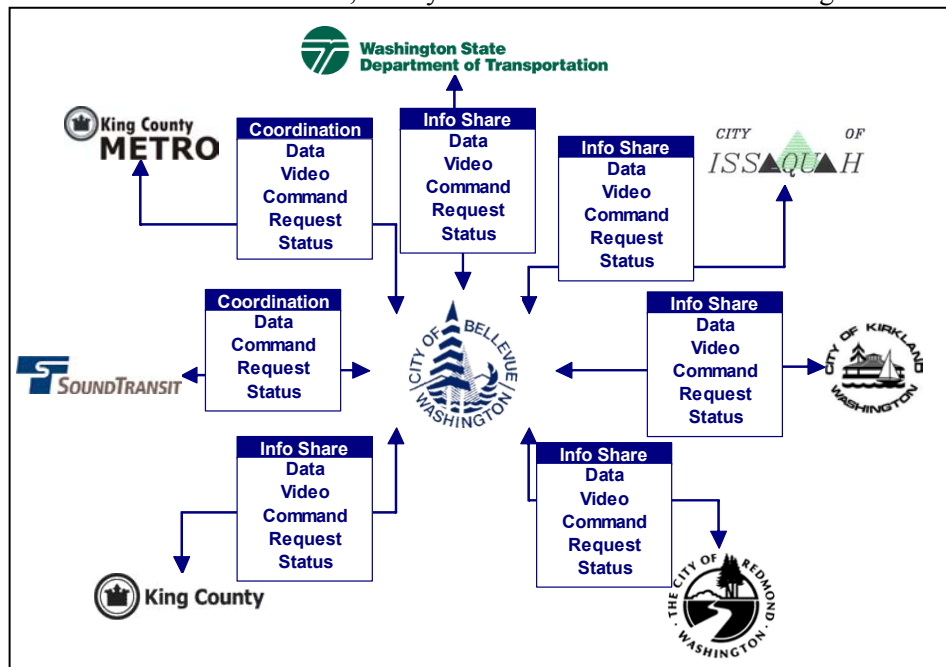 Washington State
Department of Transportation
King County
METRO
Coordination
Data
Video
Command
Request
Status
Info Share
Data
Video
Command
Request
Status
Info Share
Data
Video
Command
Request
Status
CITY OF
ISSAQUAH
SOUNDTRANSIT
Coordination
Data
Command
Request
Status
CITY OF BELLEVUE
WASHINGTON
Info Share
Data
Video
Command
Request
Status
CITY OF KIRKLAND
WASHINGTON
King County
Info Share
Data
Video
Command
Request
Status
Info Share
Data
Video
Command
Request
Status
THE CITY OF REDMOND
WASHINGTON